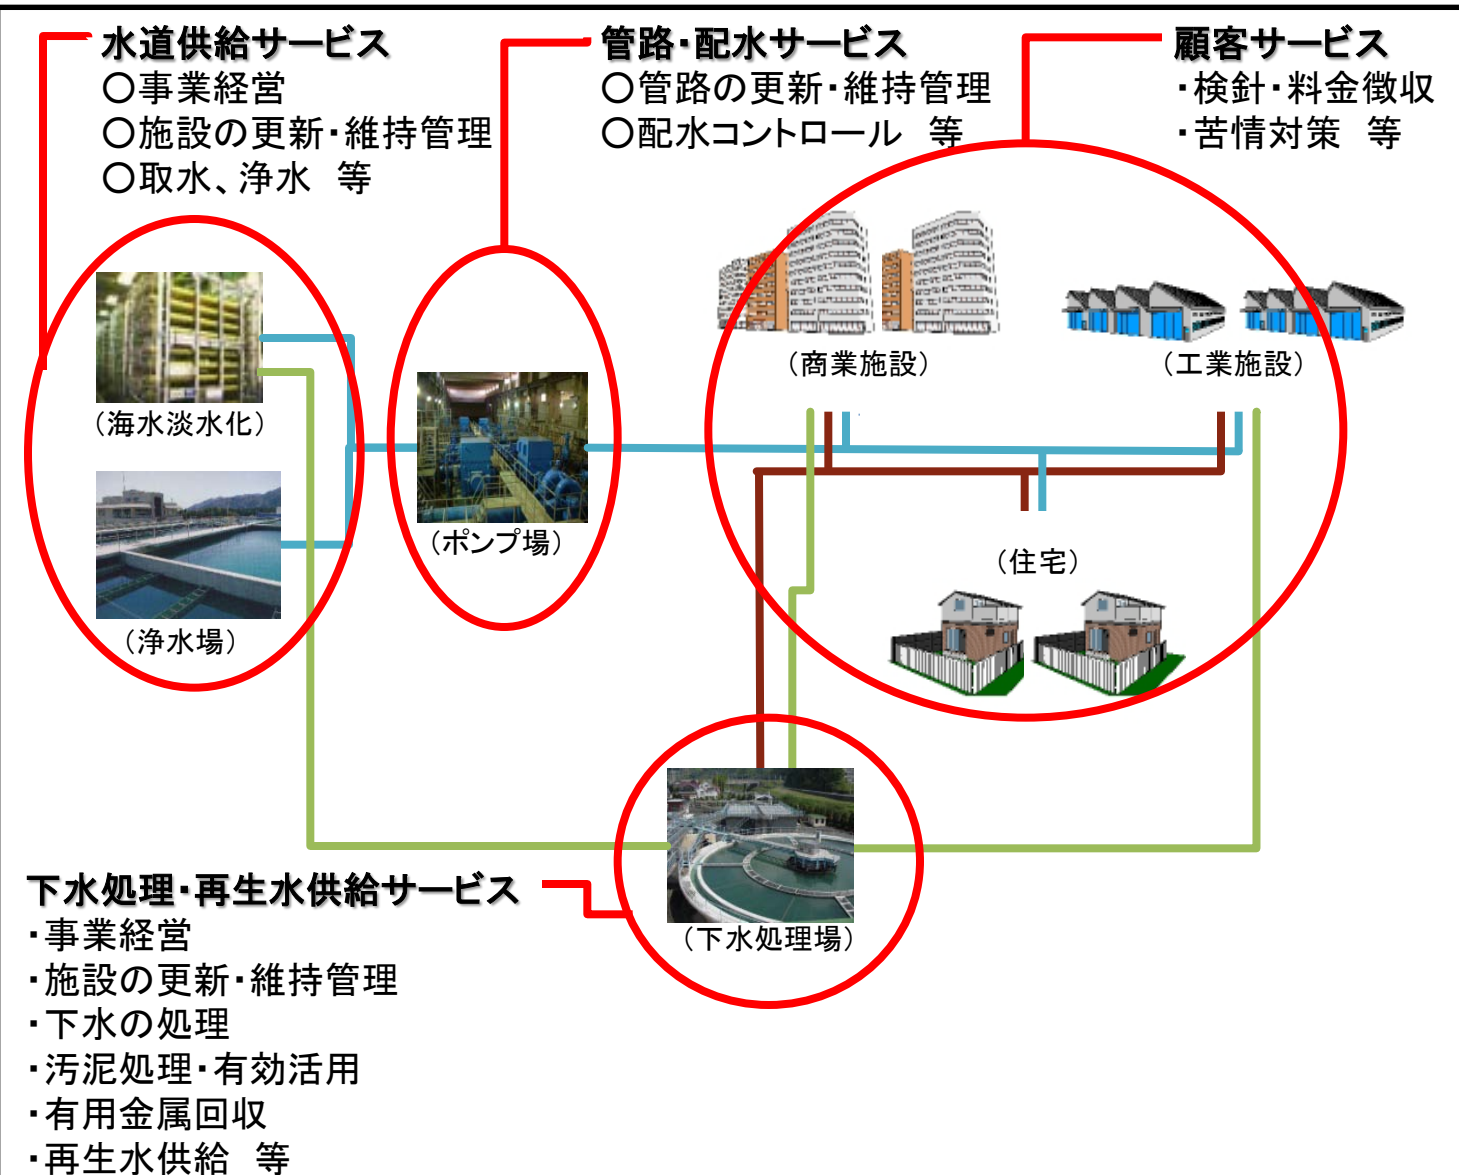 水道供給サービス
〇事業経営
〇施設の更新・維持管理
〇取水、浄水　等
管路・配水サービス
〇管路の更新・維持管理
〇配水コントロール　等
顧客サービス
・検針・料金徴収
・苦情対策　等
（海水淡水化）
（浄水場）
（ポンプ場）
（商業施設）
（工業施設）
（住宅）
（下水処理場）
下水処理・再生水供給サービス
・事業経営
・施設の更新・維持管理
・下水の処理
・汚泥処理・有効活用
・有用金属回収
・再生水供給　等